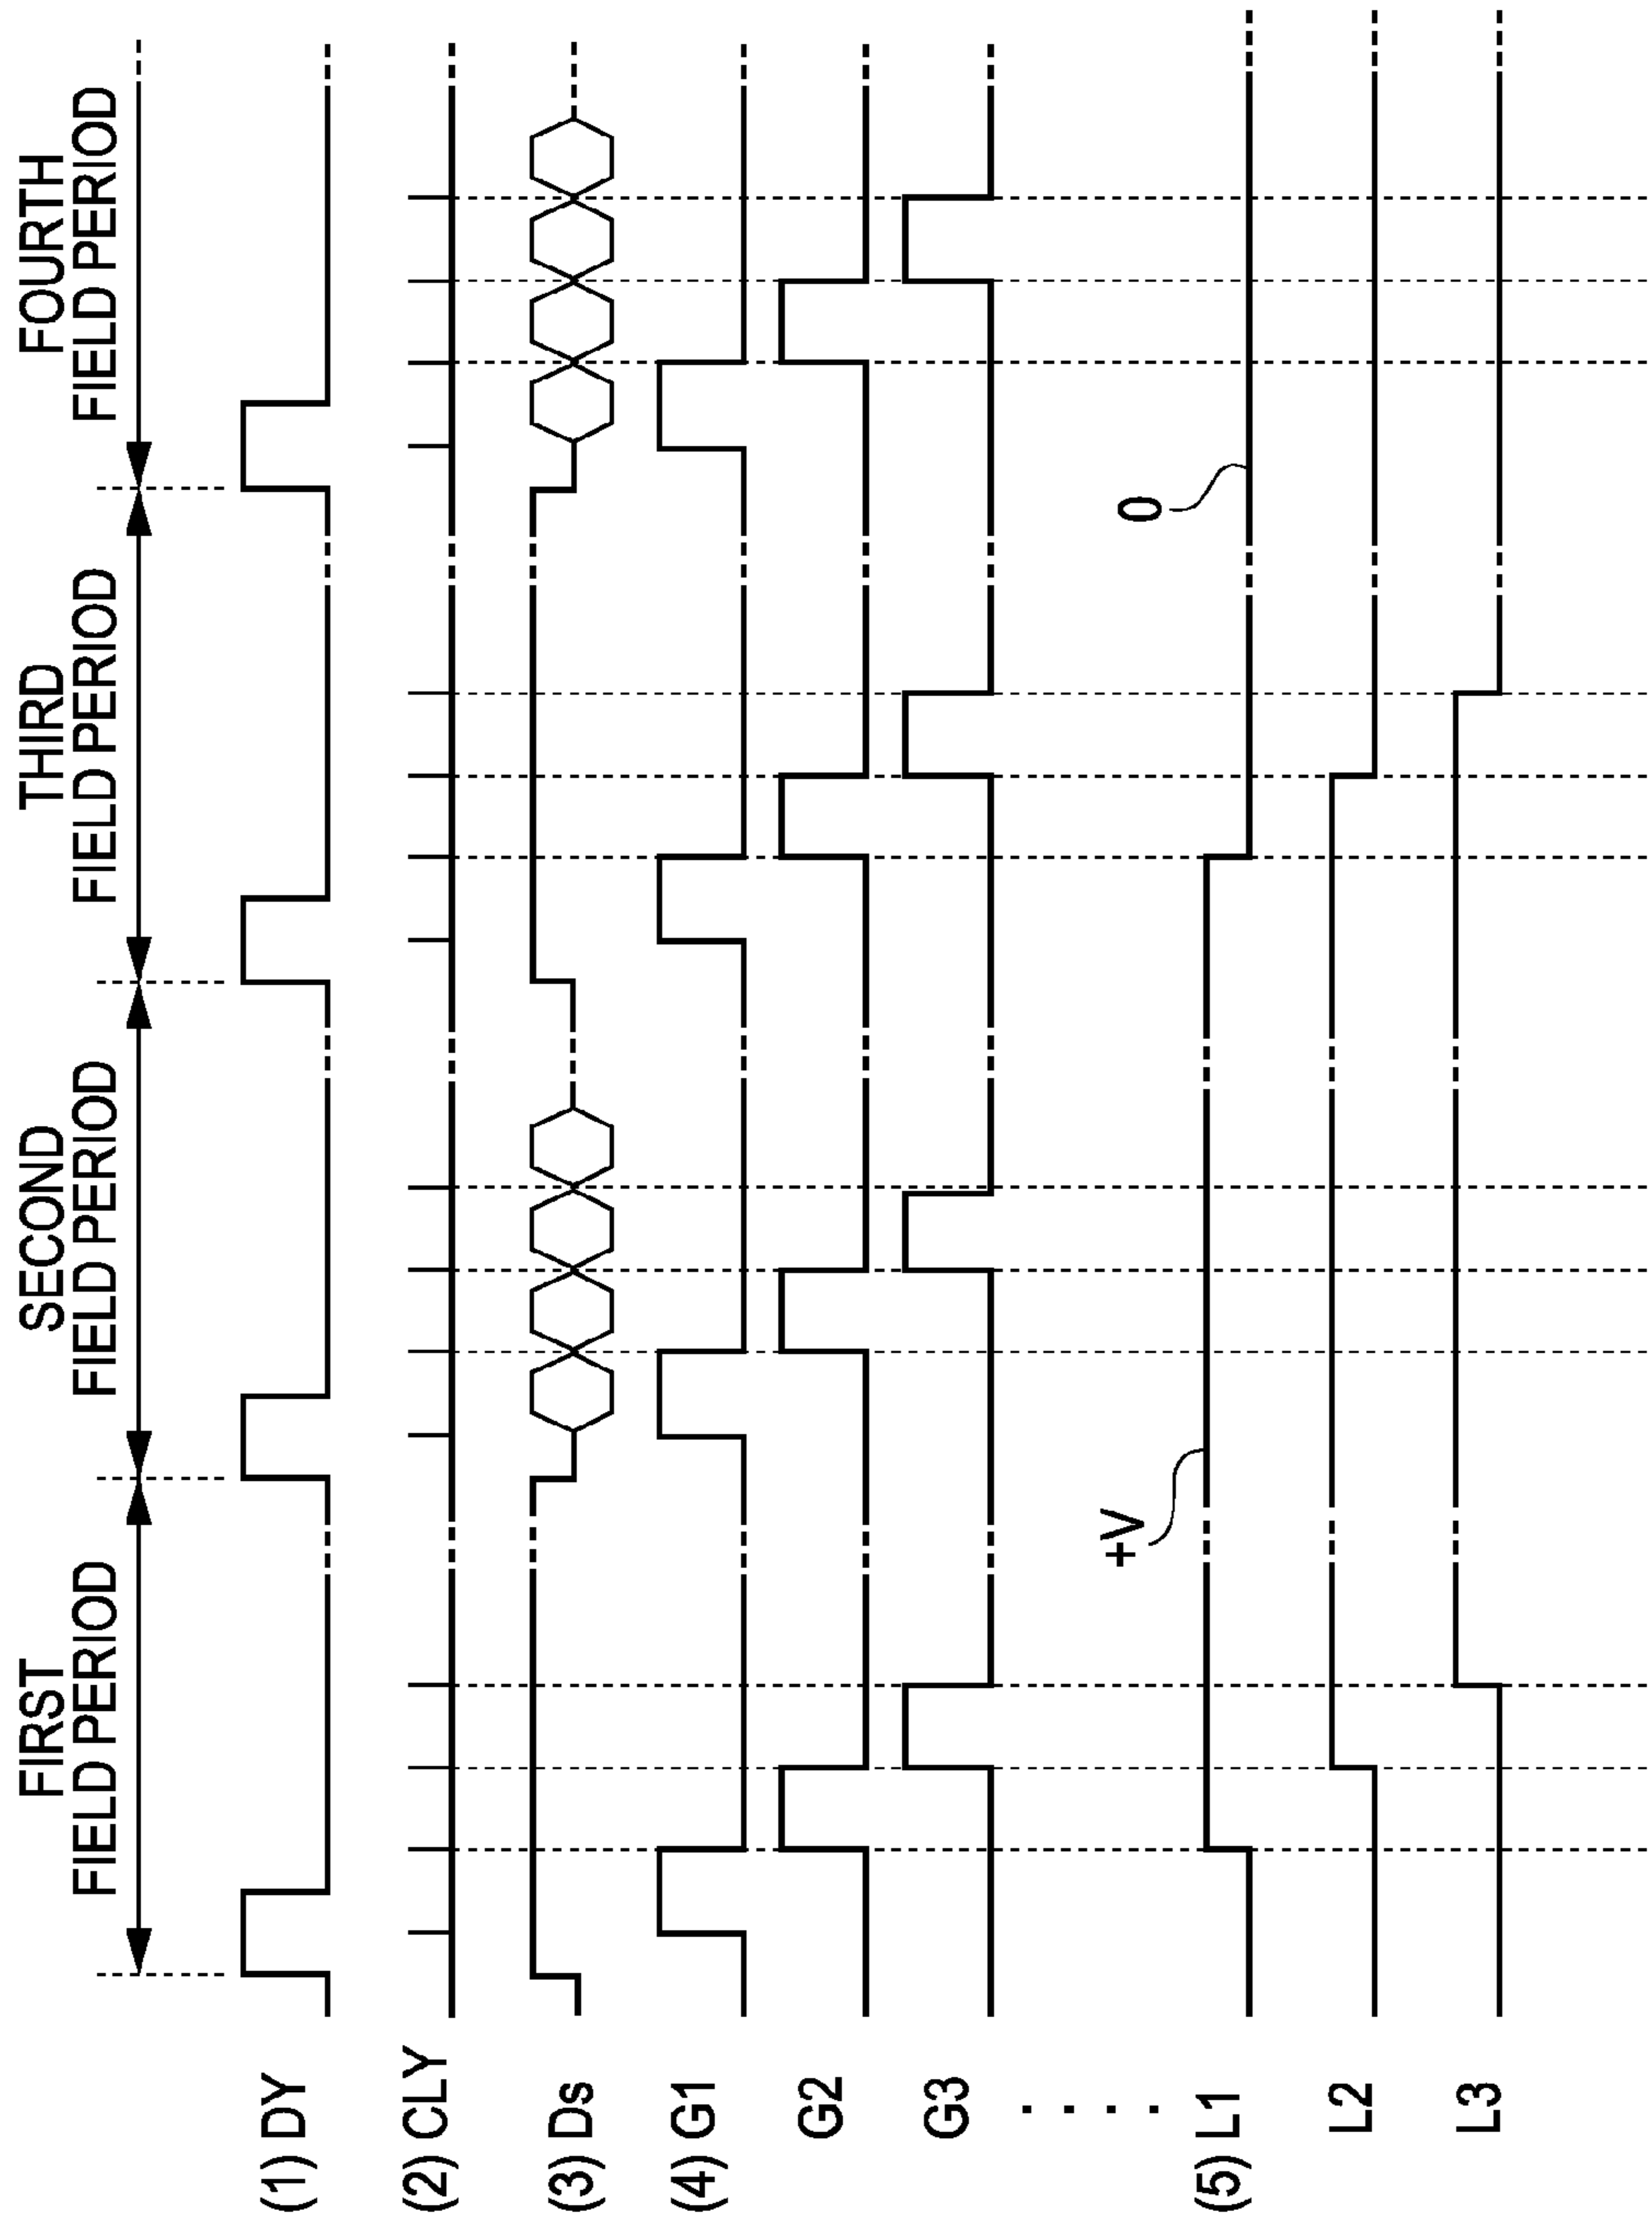 FIRST
FIELD PERIOD
SECOND
FIELD PERIOD
THIRD
FIELD PERIOD
FOURTH
FIELD PERIOD
(1) DY
(2) CLY
(3) Ds
(4) G1
G2
G3
. . . .
+V
0
(5) L1
L2
L3